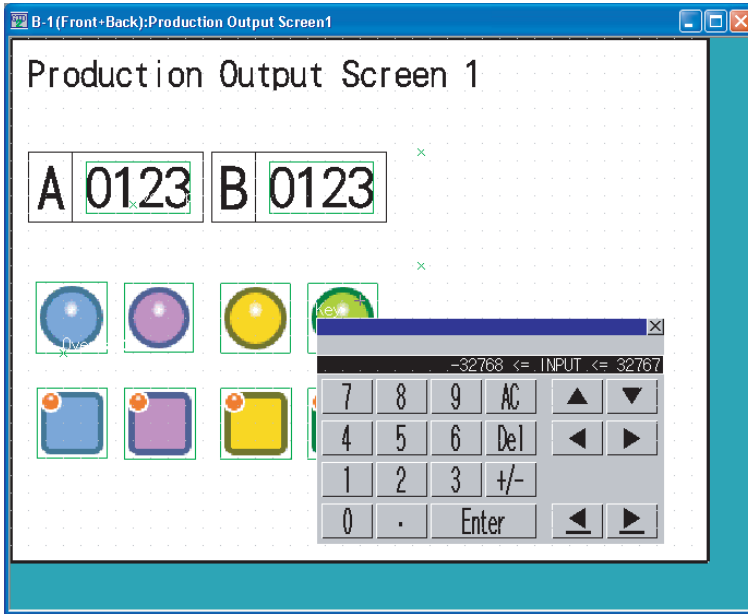 B-1(Front+Back):Production Output Screen1
Production Output Screen 1
A 0123 B 0123
Key
-32768 <= INPUT <= 32767
7 8 9 AC ▲ ▼
4 5 6 Del ◀ ▶
1 2 3 +/-
0 . Enter ◀ ▶